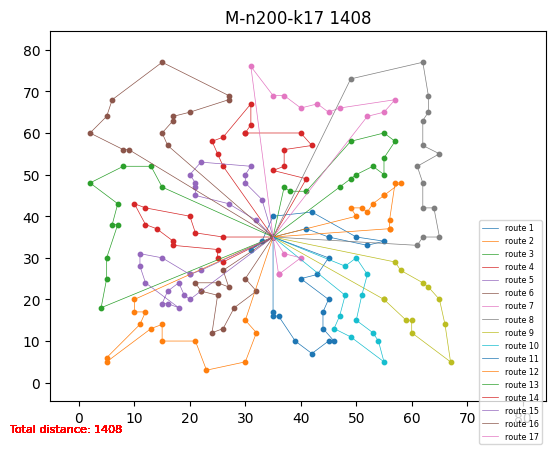 M-n200-k17 1408
80
70
60
50
40
30
20
10
0
route 1
route 2
route 3
route 4
route 5
route 6
route 7
route 8
route 9
route 10
route 11
route 12
route 13
route 14
route 15
route 16
route 17
0 10 20 30 40 50 60 70 80
Total distance: 1408